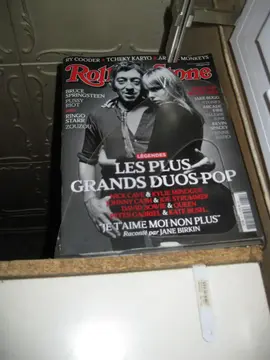 RY COODER - TCHEKY KARYO - ARCTIC MONKEYS
Rolling Stone
BRUCE
SPRINGSTEEN
PUSSY
RIOT
RINGO
STARR
ZOUZOU
LÉGENDES
LES PLUS
GRANDS DUOS POP
NICK CAVE & KYLIE MINOGUE
JOHNNY CASH & JOE STRUMMER
DAVID BOWIE & QUEEN
PETER GABRIEL & KATE BUSH
"JE T'AIME MOI NON PLUS"
Raconté par JANE BIRKIN